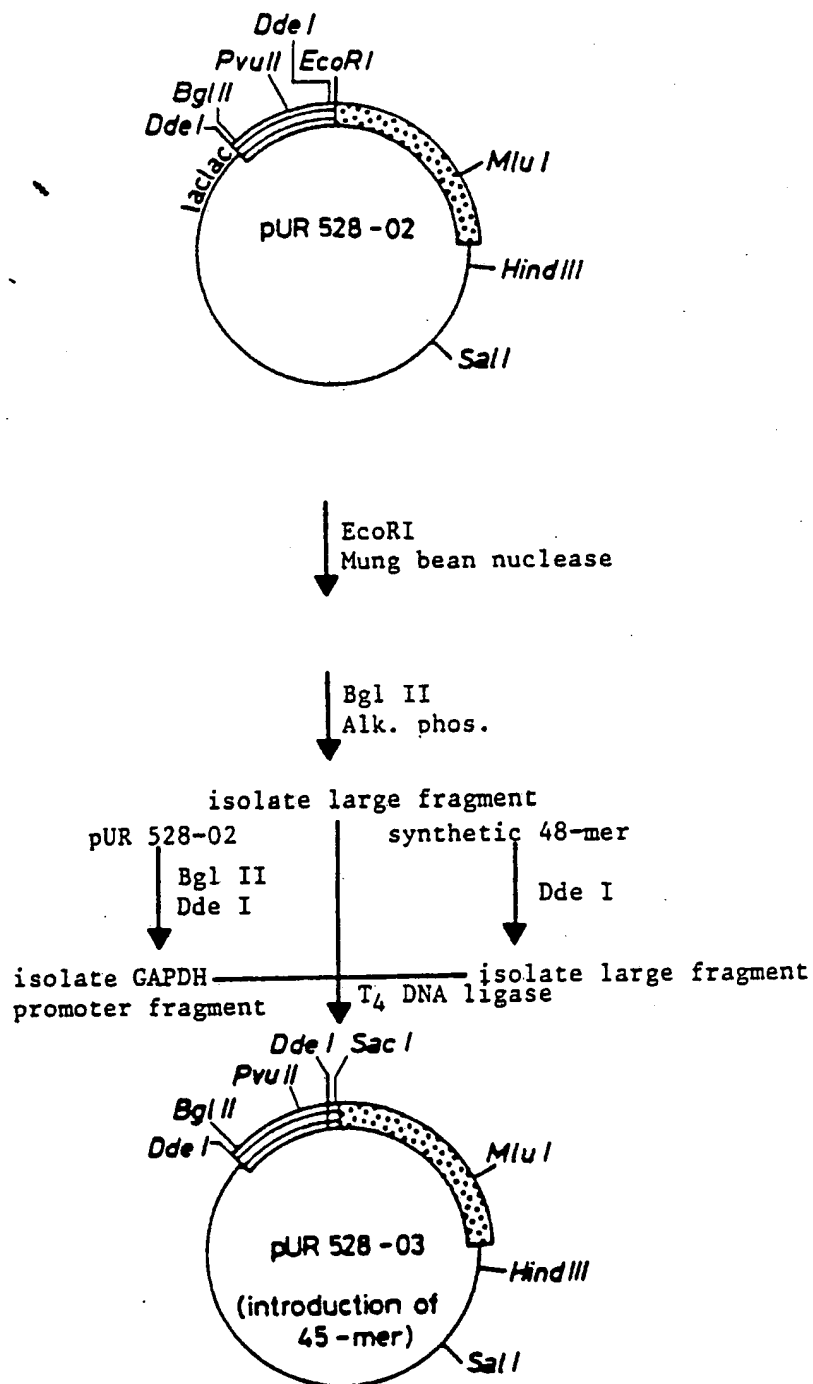 Dde I
Pvu II EcoRI
Bgl II
Dde I
laclac
Mlu I
pUR 528-02
Hind III
Sal I
EcoRI
Mung bean nuclease
Bgl II
Alk. phos.
isolate large fragment
pUR 528-02 synthetic 48-mer
Bgl II
Dde I
Dde I
isolate GAPDH isolate large fragment
promoter fragment T4 DNA ligase
Dde I Sac I
Pvu II
Bgl II
Dde I
Mlu I
pUR 528-03
Hind III
(introduction of
45-mer)
Sal I